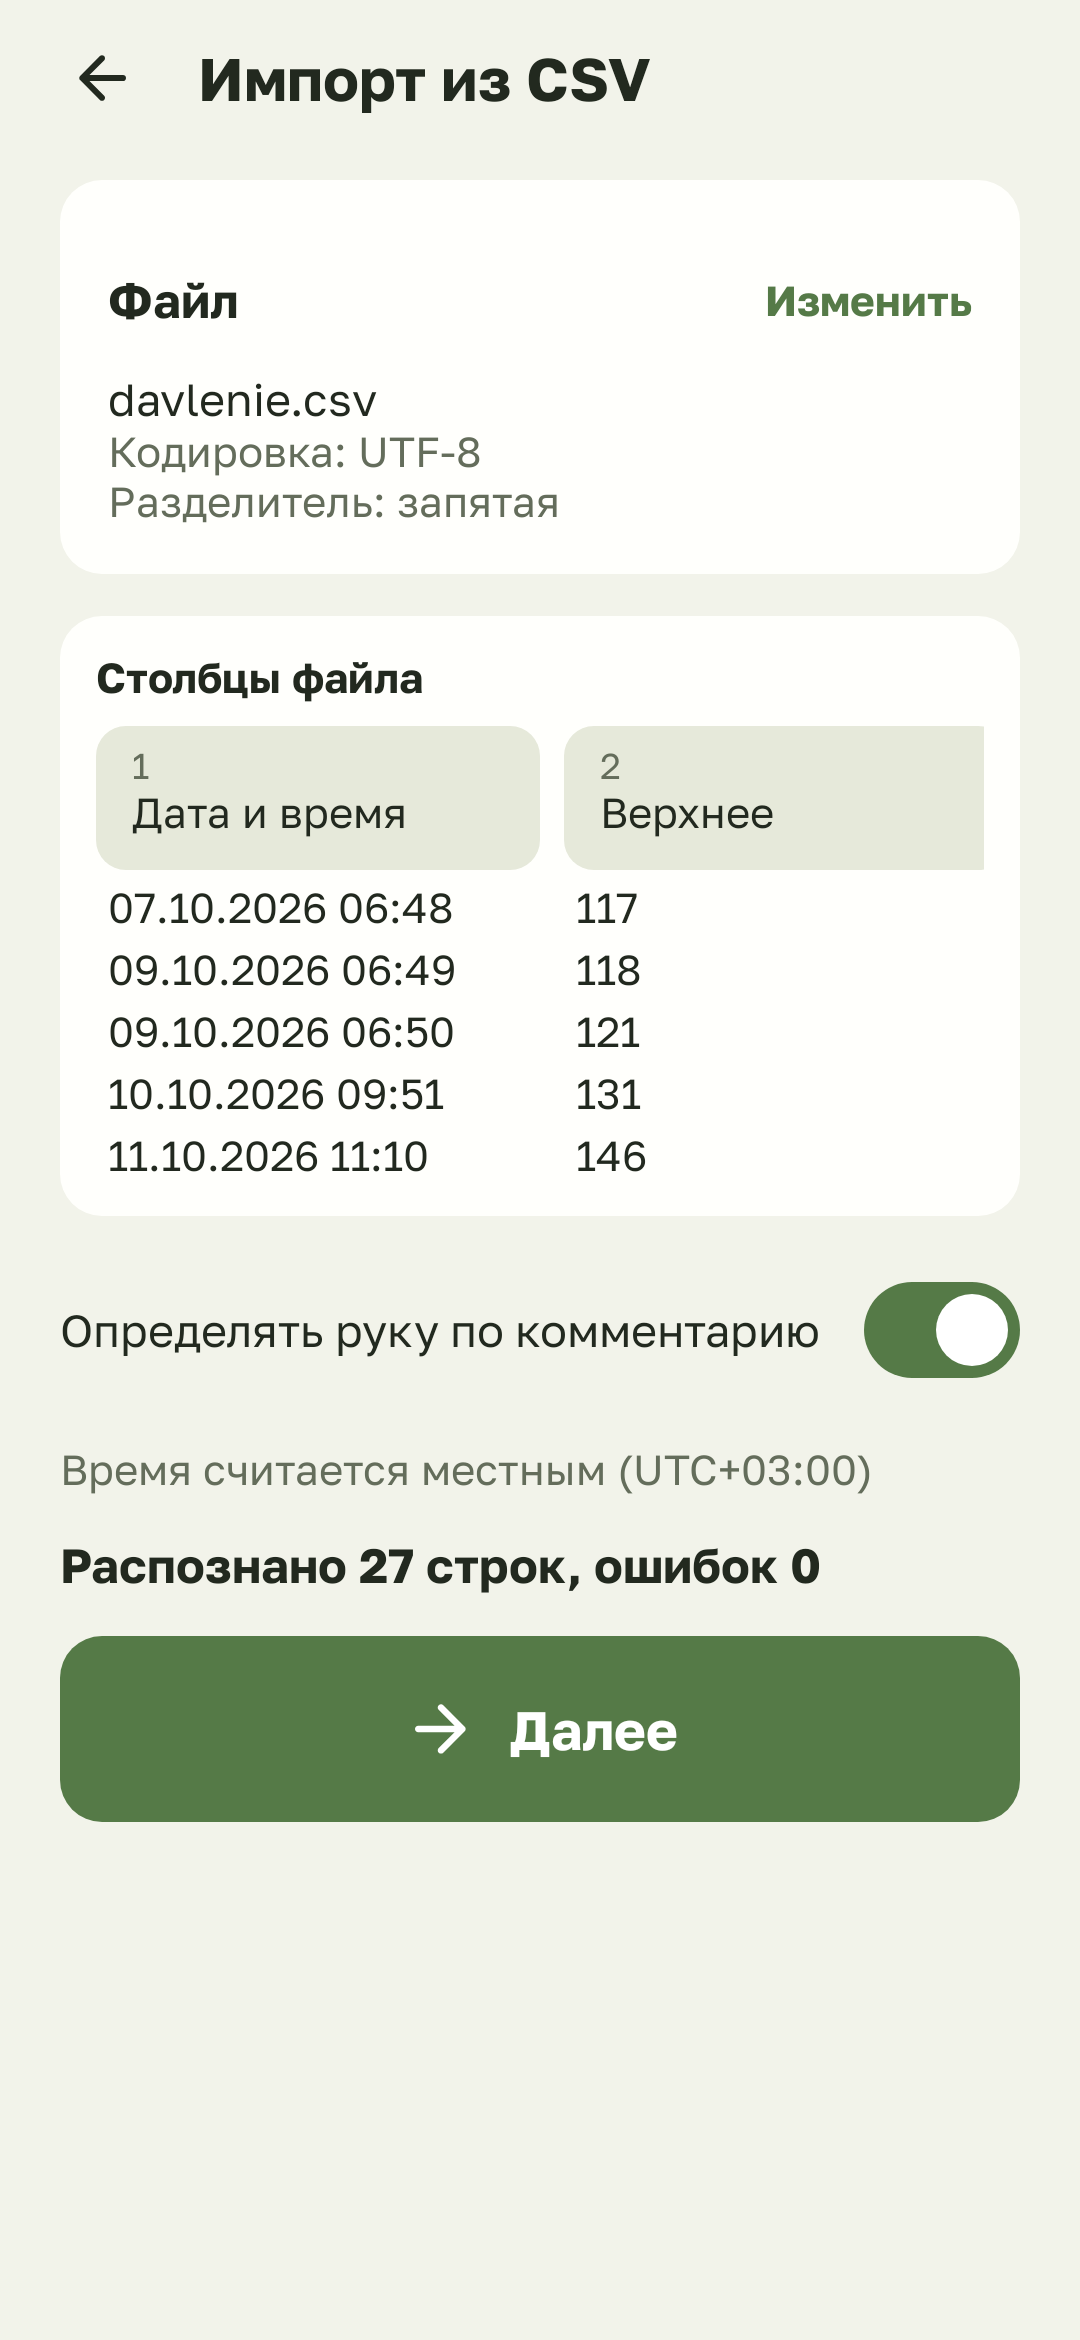 Импорт из CSV
Файл
Изменить
davlenie.csv
Кодировка: UTF-8
Разделитель: запятая
Столбцы файла
1 2
Дата и время Верхнее
07.10.2026 06:48 117
09.10.2026 06:49 118
09.10.2026 06:50 121
10.10.2026 09:51 131
11.10.2026 11:10 146
Определять руку по комментарию
Время считается местным (UTC+03:00)
Распознано 27 строк, ошибок 0
Далее